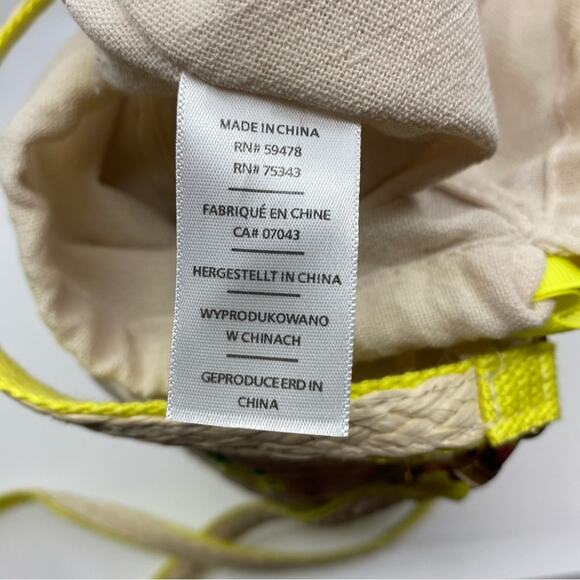 MADE IN CHINA
RN# 59478
RN# 75343
FABRIQUÉ EN CHINE
CA# 07043
HERGESTELLT IN CHINA
WYPRODUKOWANO
W CHINACH
GEPRODUCEERD IN
CHINA